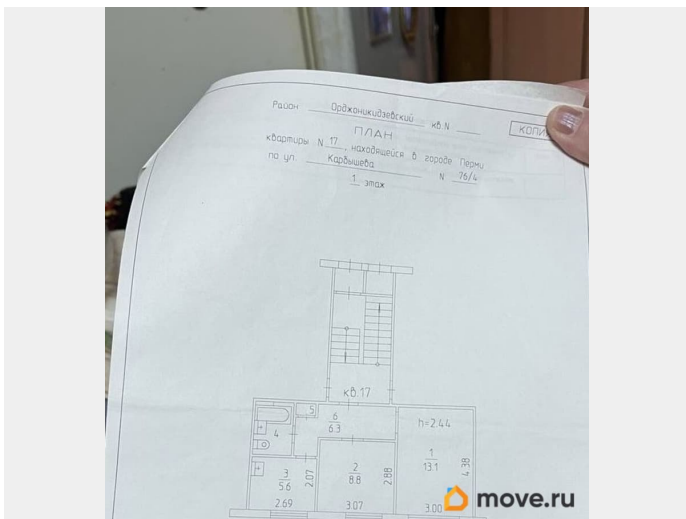 Район Орджоникидзевский кв.N
КОПИ
ПЛАН
квартиры N 17, находящейся в городе Перми
по ул. Карбышева N 76/4
1 этаж
кв.17
5
6
6.3
h=2.44
4
1
13.1
4.38
3
5.6
2.07
2
8.8
2.88
2.69
3.07
3.00
move.ru